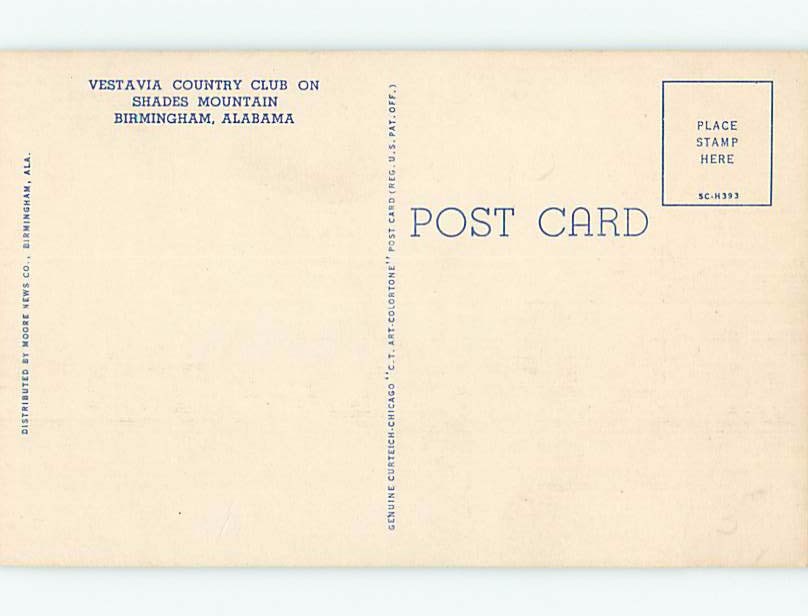 VESTAVIA COUNTRY CLUB ON
SHADES MOUNTAIN
BIRMINGHAM, ALABAMA
DISTRIBUTED BY MOORE NEWS CO., BIRMINGHAM, ALA.
GENUINE CURTEICH-CHICAGO "C.T. ART-COLORTONE" POST CARD (REG. U.S. PAT. OFF.)
POST CARD
PLACE
STAMP
HERE
5C-H393